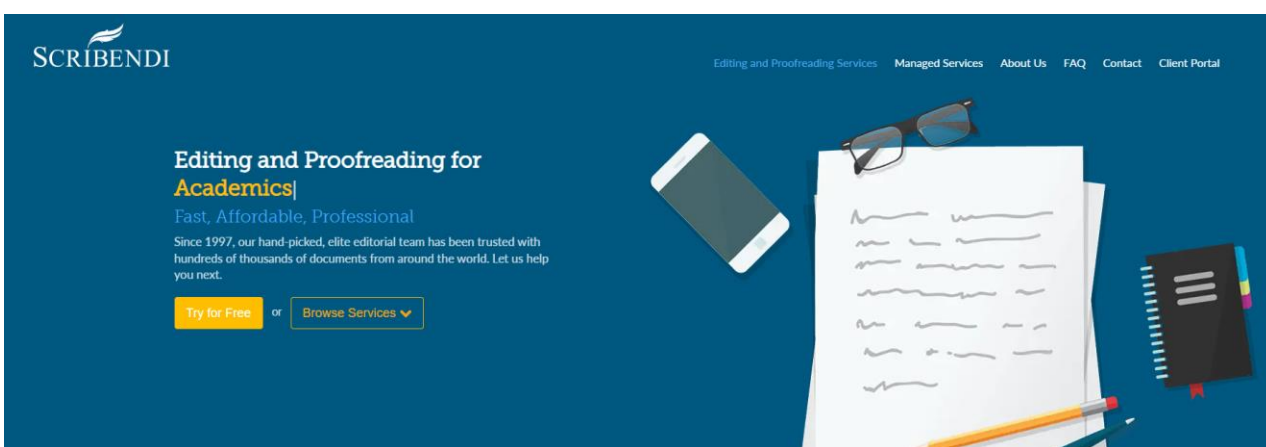 SCRIBENDI
Editing and Proofreading Services Managed Services About Us FAQ Contact Client Portal
Editing and Proofreading for
Academics
Fast, Affordable, Professional
Since 1997, our hand-picked, elite editorial team has been trusted with
hundreds of thousands of documents from around the world. Let us help
you next.
Try for Free or Browse Services